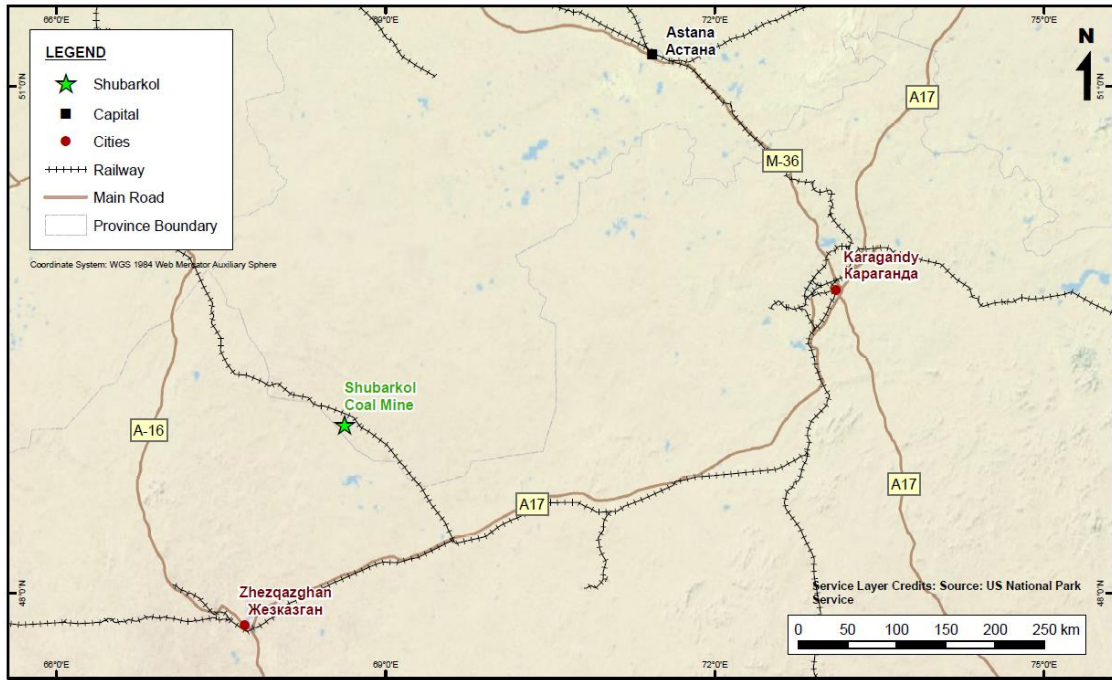 66°0'E
69°0'E
72°0'E
75°0'E
LEGEND
Shubarkol
Capital
Cities
Railway
Main Road
Province Boundary
Coordinate System: WGS 1984 Web Mercator Auxiliary Sphere
Astana
Астана
N
51°0'N
51°0'N
A17
M-36
Karagandy
Караганда
Shubarkol
Coal Mine
A-16
A17
A17
48°0'N
48°0'N
Zhezqazghan
Жезказган
Service Layer Credits: Source: US National Park
Service
0 50 100 150 200 250 km
66°0'E
69°0'E
72°0'E
75°0'E